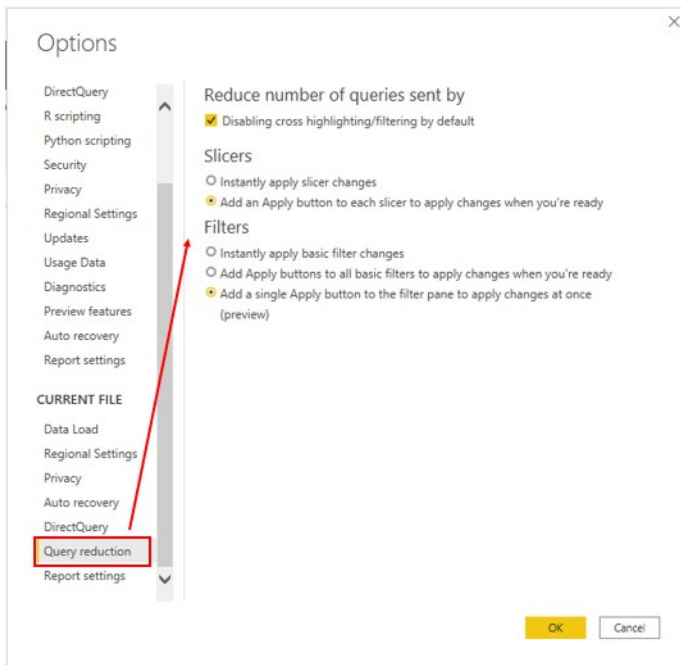 Options
DirectQuery
R scripting
Python scripting
Security
Privacy
Regional Settings
Updates
Usage Data
Diagnostics
Preview features
Auto recovery
Report settings
CURRENT FILE
Data Load
Regional Settings
Privacy
Auto recovery
DirectQuery
Query reduction
Report settings
Reduce number of queries sent by
Disabling cross highlighting/filtering by default
Slicers
Instantly apply slicer changes
Add an Apply button to each slicer to apply changes when you're ready
Filters
Instantly apply basic filter changes
Add Apply buttons to all basic filters to apply changes when you're ready
Add a single Apply button to the filter pane to apply changes at once
(preview)
OK
Cancel